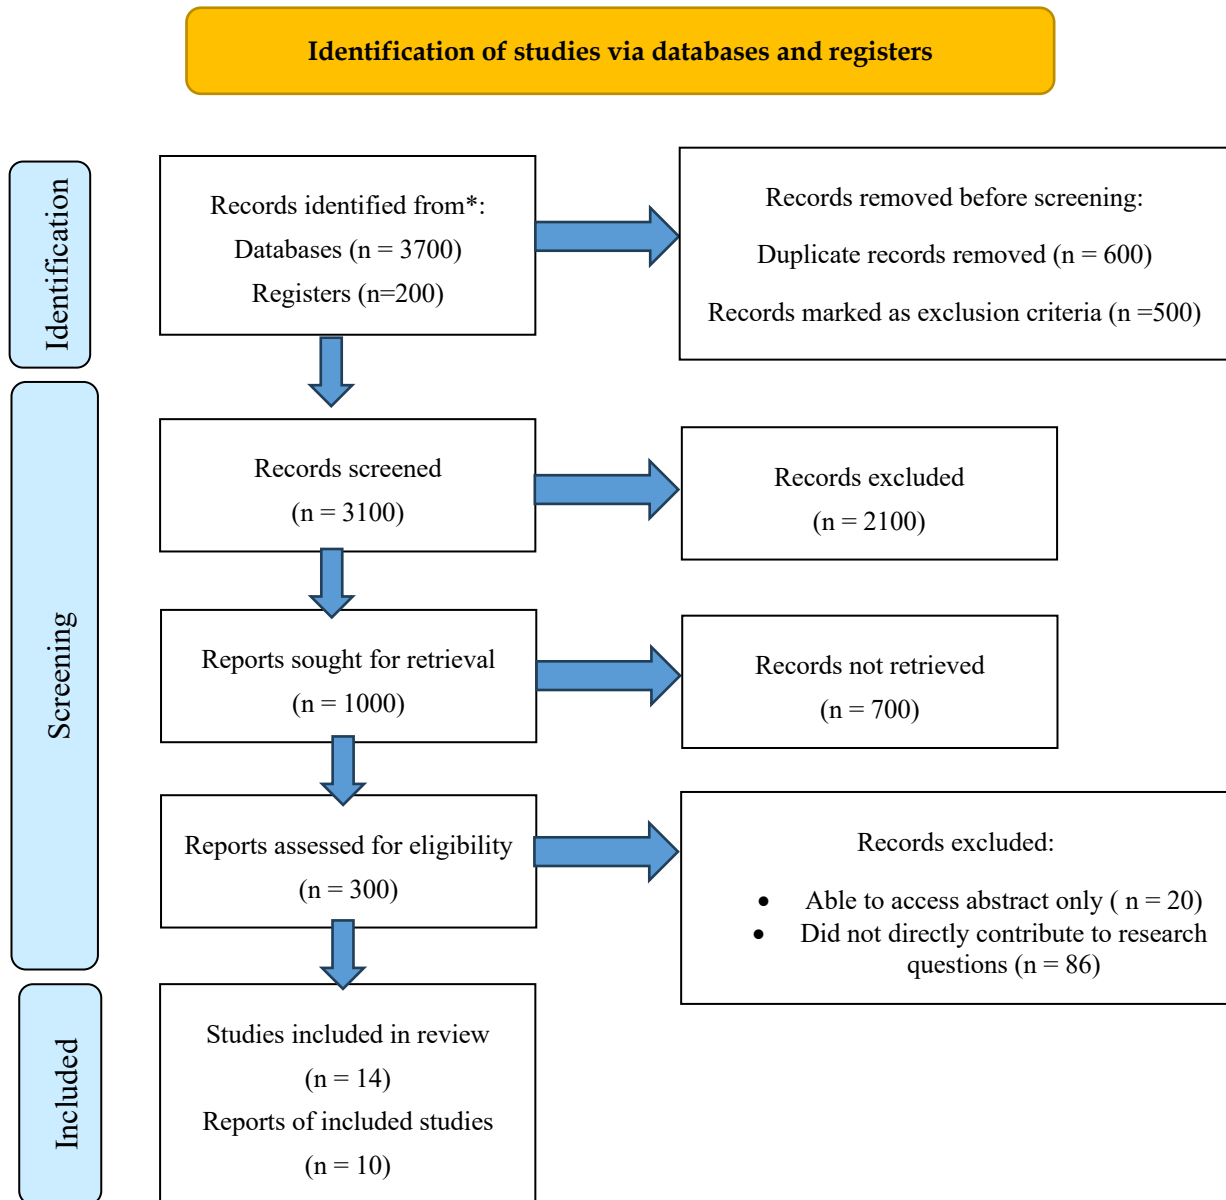 Identification of studies via databases and registers
Identification
Records identified from*:
Databases (n = 3700)
Registers (n=200)
Records removed before screening:
Duplicate records removed (n = 600)
Records marked as exclusion criteria (n =500)
Screening
Records screened
(n = 3100)
Records excluded
(n = 2100)
Reports sought for retrieval
(n = 1000)
Records not retrieved
(n = 700)
Reports assessed for eligibility
(n = 300)
Records excluded:
• Able to access abstract only ( n = 20)
• Did not directly contribute to research
questions (n = 86)
Included
Studies included in review
(n = 14)
Reports of included studies
(n = 10)